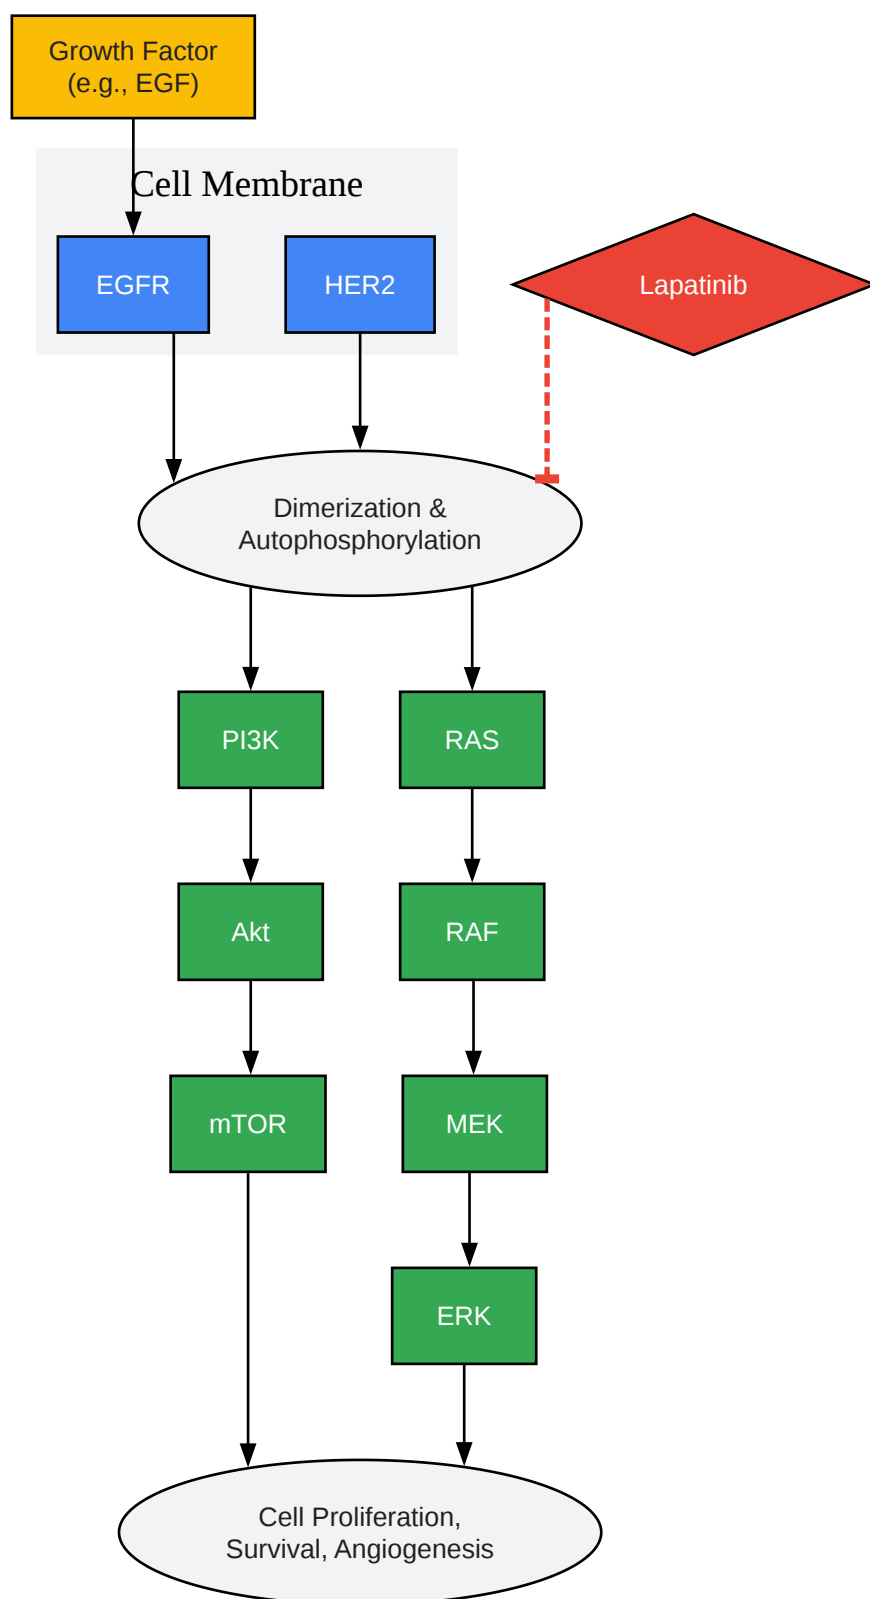 Growth Factor
(e.g., EGF)
Cell Membrane
EGFR
HER2
Lapatinib
Dimerization &
Autophosphorylation
PI3K
RAS
Akt
RAF
mTOR
MEK
ERK
Cell Proliferation,
Survival, Angiogenesis